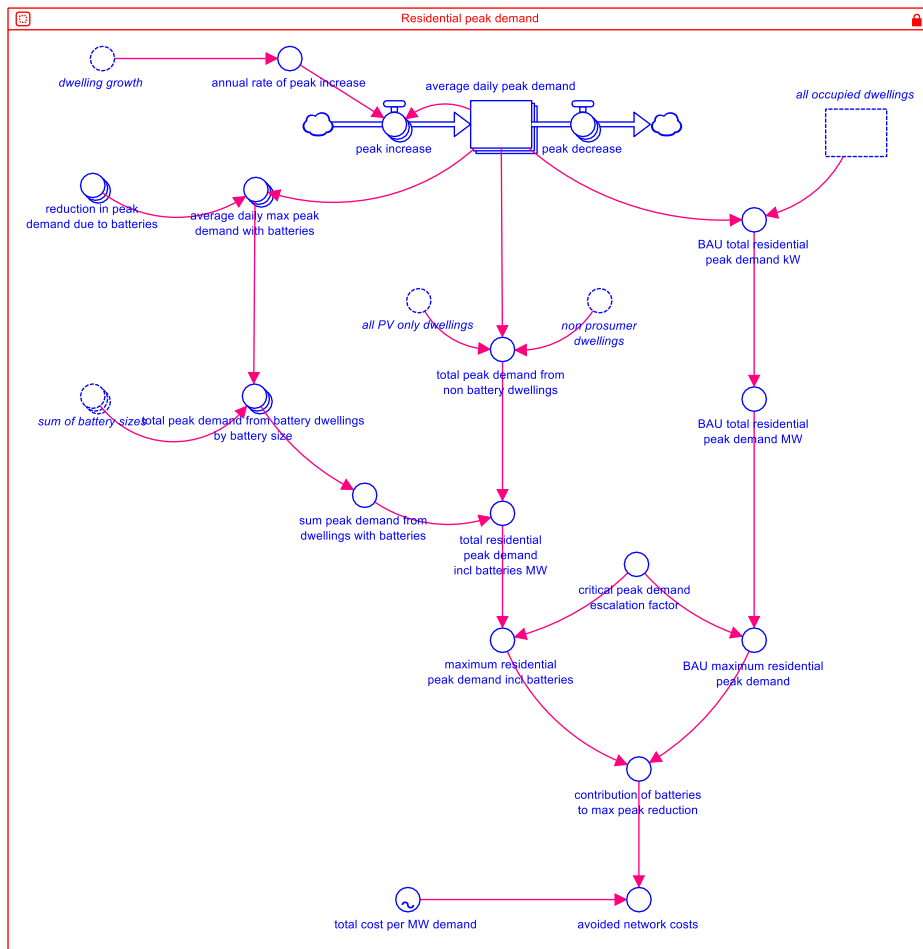 Residential peak demand
dwelling growth
annual rate of peak increase
average daily peak demand
all occupied dwellings
peak increase
peak decrease
reduction in peak
demand due to batteries
average daily max peak
demand with batteries
BAU total residential
peak demand kW
all PV only dwellings
non prosumer
dwellings
total peak demand from
non battery dwellings
sum of battery sizes
total peak demand from battery dwellings
by battery size
BAU total residential
peak demand MW
sum peak demand from
dwellings with batteries
total residential
peak demand
incl batteries MW
critical peak demand
escalation factor
maximum residential
peak demand incl batteries
BAU maximum residential
peak demand
contribution of batteries
to max peak reduction
total cost per MW demand
avoided network costs